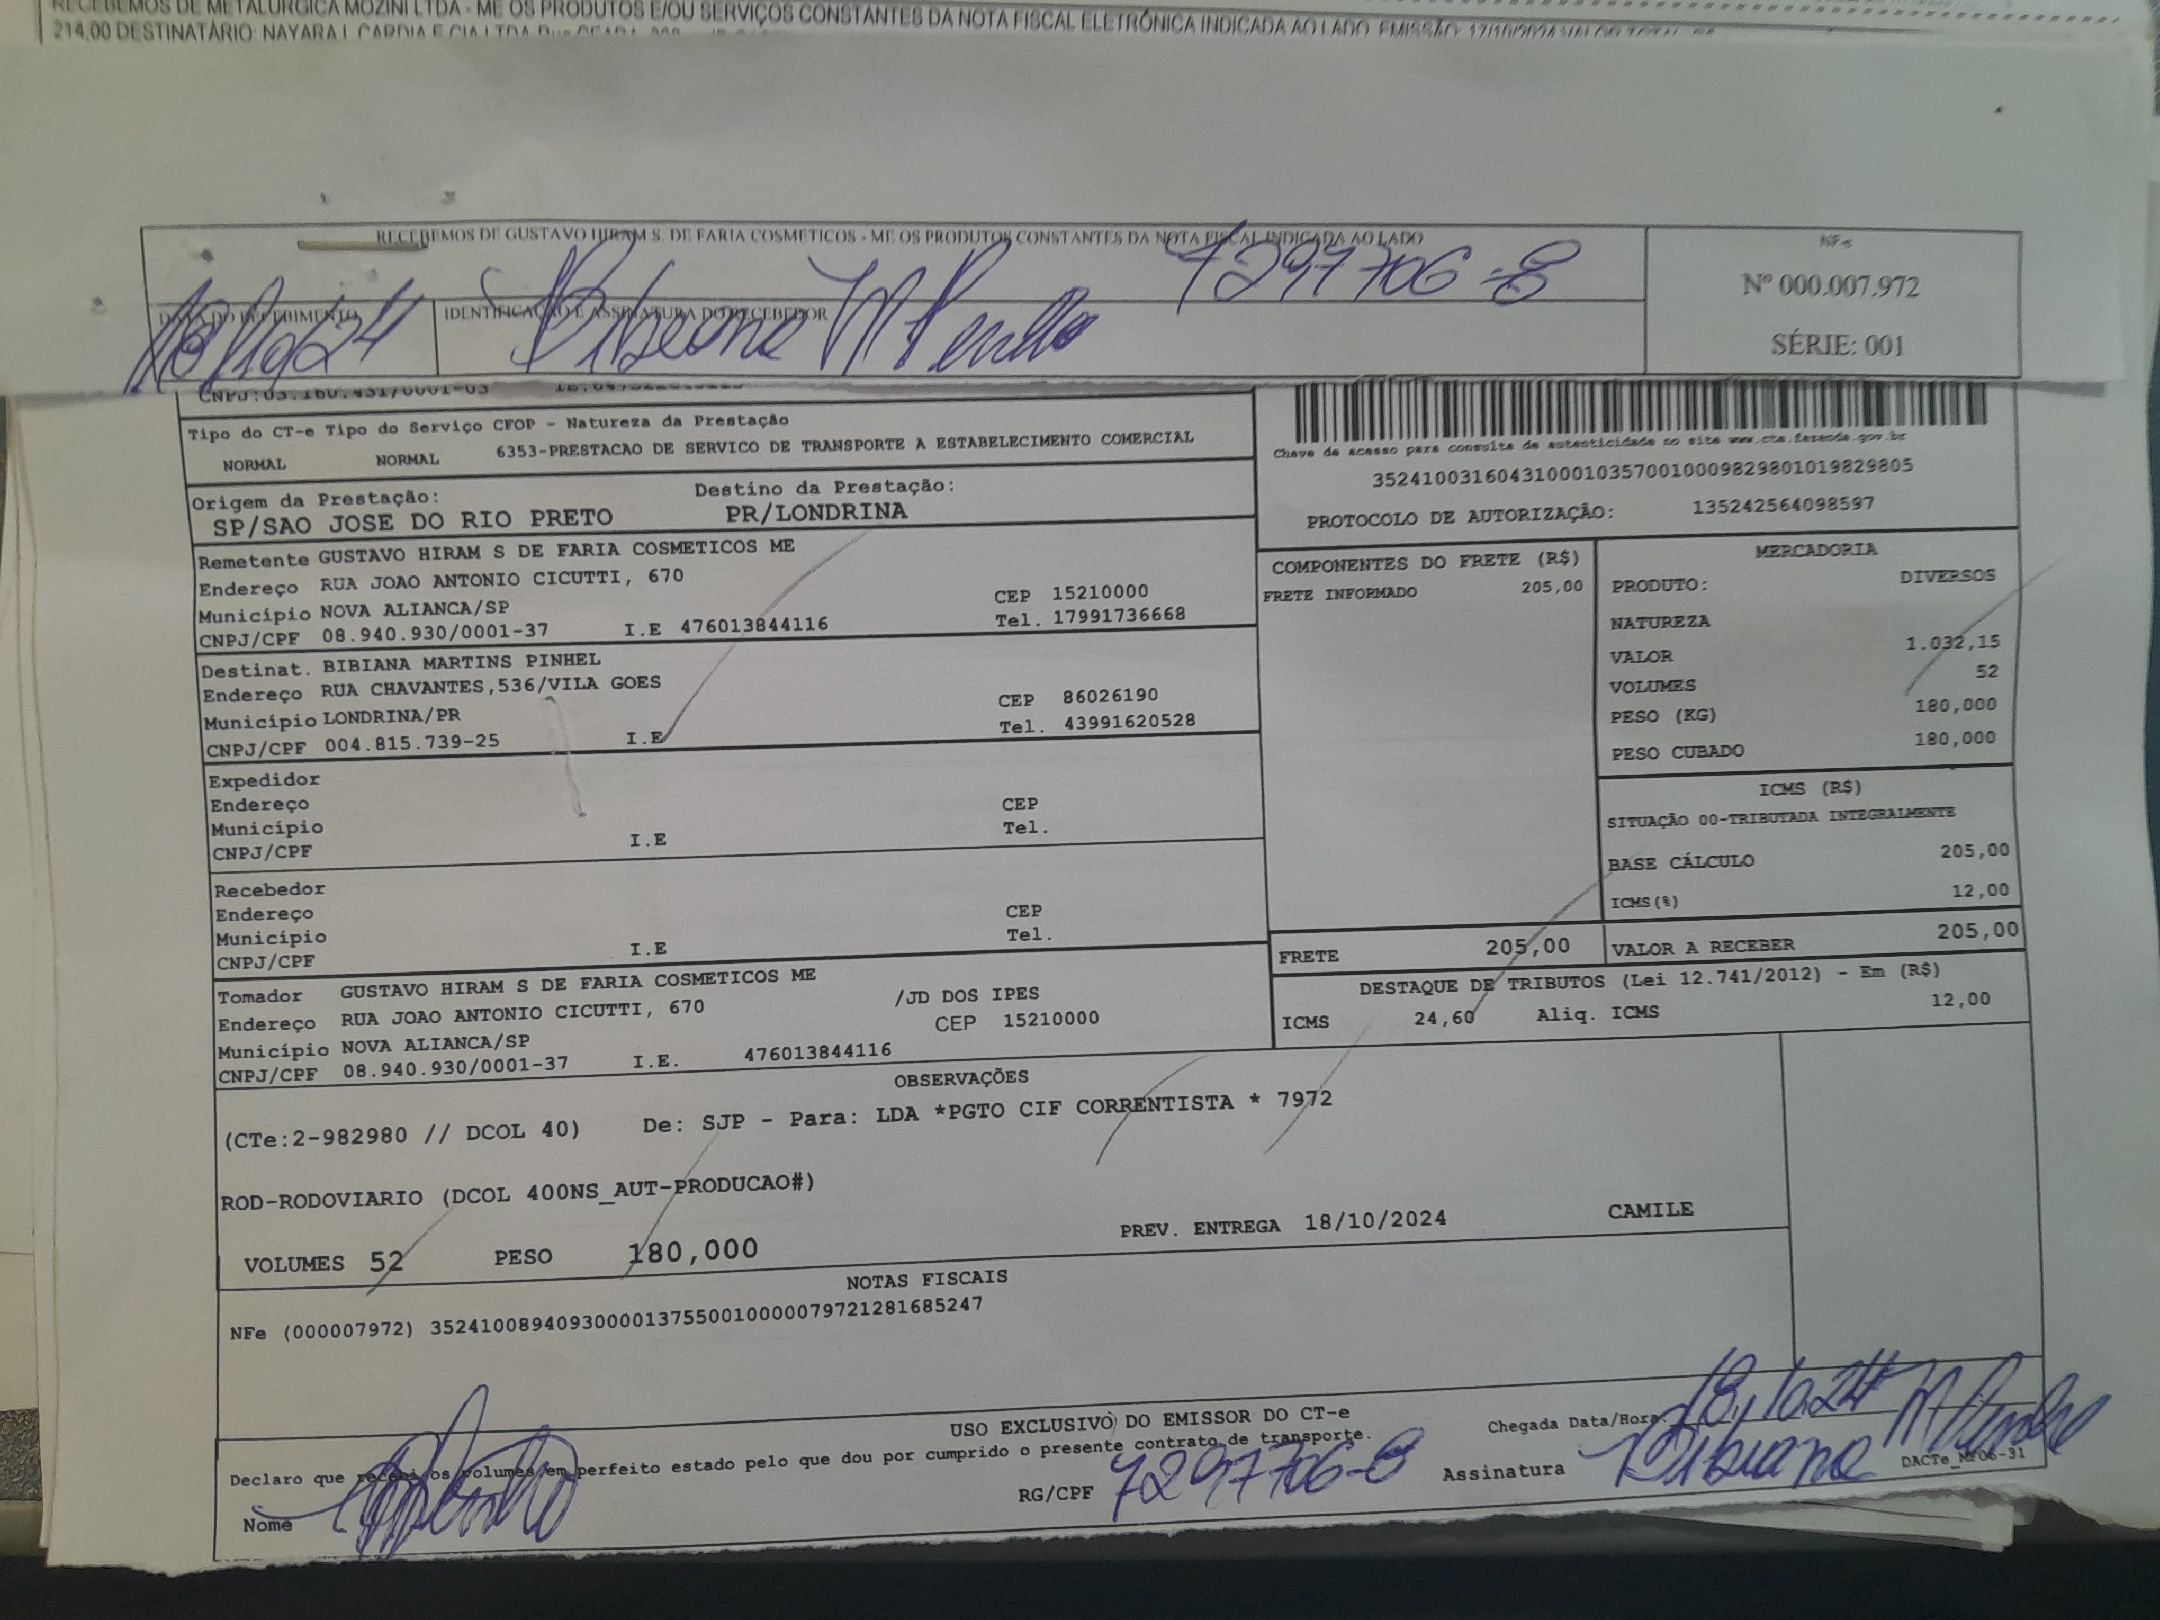 RECEBEMOS DE METALURGICA MOZINI LTDA - ME OS PRODUTOS E/OU SERVIÇOS CONSTANTES DA NOTA FISCAL ELETRÔNICA INDICADA AO LADO. EMISSÃO: 17/10/2024 VALOR TOTAL: R$
214,00 DESTINATÁRIO: NAYARA L CARDIA E CIA LTDA
RECEBEMOS DE GUSTAVO HIRAM S. DE FARIA COSMETICOS - ME OS PRODUTOS CONSTANTES DA NOTA FISCAL INDICADA AO LADO
7297706-8
NF-e
Nº 000.007.972
SÉRIE: 001
DATA DO RECEBIMENTO
18/10/24
IDENTIFICAÇÃO E ASSINATURA DO RECEBEDOR
Bibiana M Penha
Tipo do CT-e Tipo do Serviço CFOP - Natureza da Prestação
NORMAL NORMAL 6353-PRESTACAO DE SERVICO DE TRANSPORTE A ESTABELECIMENTO COMERCIAL
Origem da Prestação: Destino da Prestação:
SP/SAO JOSE DO RIO PRETO PR/LONDRINA
Remetente GUSTAVO HIRAM S DE FARIA COSMETICOS ME
Endereço RUA JOAO ANTONIO CICUTTI, 670 CEP 15210000
Município NOVA ALIANCA/SP Tel. 17991736668
CNPJ/CPF 08.940.930/0001-37 I.E 476013844116
Destinat. BIBIANA MARTINS PINHEL
Endereço RUA CHAVANTES,536/VILA GOES CEP 86026190
Município LONDRINA/PR Tel. 43991620528
CNPJ/CPF 004.815.739-25 I.E
Expedidor
Endereço CEP
Município Tel.
CNPJ/CPF I.E
Recebedor
Endereço CEP
Município Tel.
CNPJ/CPF I.E
Tomador GUSTAVO HIRAM S DE FARIA COSMETICOS ME
Endereço RUA JOAO ANTONIO CICUTTI, 670 /JD DOS IPES
CEP 15210000
Município NOVA ALIANCA/SP
CNPJ/CPF 08.940.930/0001-37 I.E. 476013844116
Chave de acesso para consulta de autenticidade no site www.cte.fazenda.gov.br
35241003160431000103570010009829801019829805
PROTOCOLO DE AUTORIZAÇÃO: 135242564098597
COMPONENTES DO FRETE (R$)
FRETE INFORMADO 205,00
MERCADORIA
PRODUTO: DIVERSOS
NATUREZA
VALOR 1.032,15
VOLUMES 52
PESO (KG) 180,000
PESO CUBADO 180,000
ICMS (R$)
SITUAÇÃO 00-TRIBUTADA INTEGRALMENTE
BASE CÁLCULO 205,00
ICMS(%) 12,00
FRETE 205,00 VALOR A RECEBER 205,00
DESTAQUE DE TRIBUTOS (Lei 12.741/2012) - Em (R$)
ICMS 24,60 Aliq. ICMS 12,00
OBSERVAÇÕES
(CTe:2-982980 // DCOL 40) De: SJP - Para: LDA *PGTO CIF CORRENTISTA * 7972
ROD-RODOVIARIO (DCOL 400NS_AUT-PRODUCAO#)
PREV. ENTREGA 18/10/2024 CAMILE
VOLUMES 52 PESO 180,000
NOTAS FISCAIS
NFe (000007972) 35241008940930000137550010000079721281685247
USO EXCLUSIVO DO EMISSOR DO CT-e
Chegada Data/Hora: 18/10.24
Declaro que recebi os volumes em perfeito estado pelo que dou por cumprido o presente contrato de transporte.
Nome
RG/CPF 7297706-8
Assinatura Bibiana
DACTe_NF06-31